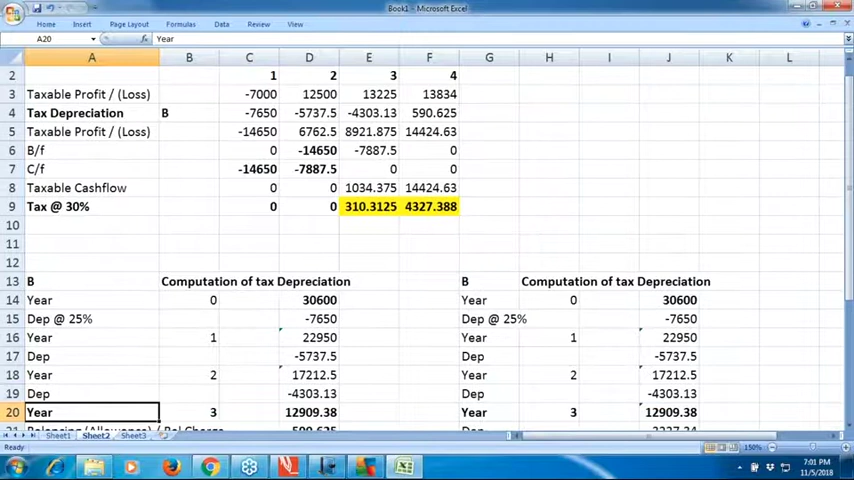 Book1 - Microsoft Excel
Home Insert Page Layout Formulas Data Review View
A20 fx Year
A B C D E F G H I J K L
2 1 2 3 4
3 Taxable Profit / (Loss) -7000 12500 13225 13834
4 Tax Depreciation B -7650 -5737.5 -4303.13 590.625
5 Taxable Profit / (Loss) -14650 6762.5 8921.875 14424.63
6 B/f 0 -14650 -7887.5 0
7 C/f -14650 -7887.5 0 0
8 Taxable Cashflow 0 0 1034.375 14424.63
9 Tax @ 30% 0 0 310.3125 4327.388
10
11
12
13 B Computation of tax Depreciation B Computation of tax Depreciation
14 Year 0 30600 Year 0 30600
15 Dep @ 25% -7650 Dep @ 25% -7650
16 Year 1 22950 Year 1 22950
17 Dep -5737.5 Dep -5737.5
18 Year 2 17212.5 Year 2 17212.5
19 Dep -4303.13 Dep -4303.13
20 Year 3 12909.38 Year 3 12909.38
Sheet1 Sheet2 Sheet3
Ready 150%
7:01 PM
11/5/2018